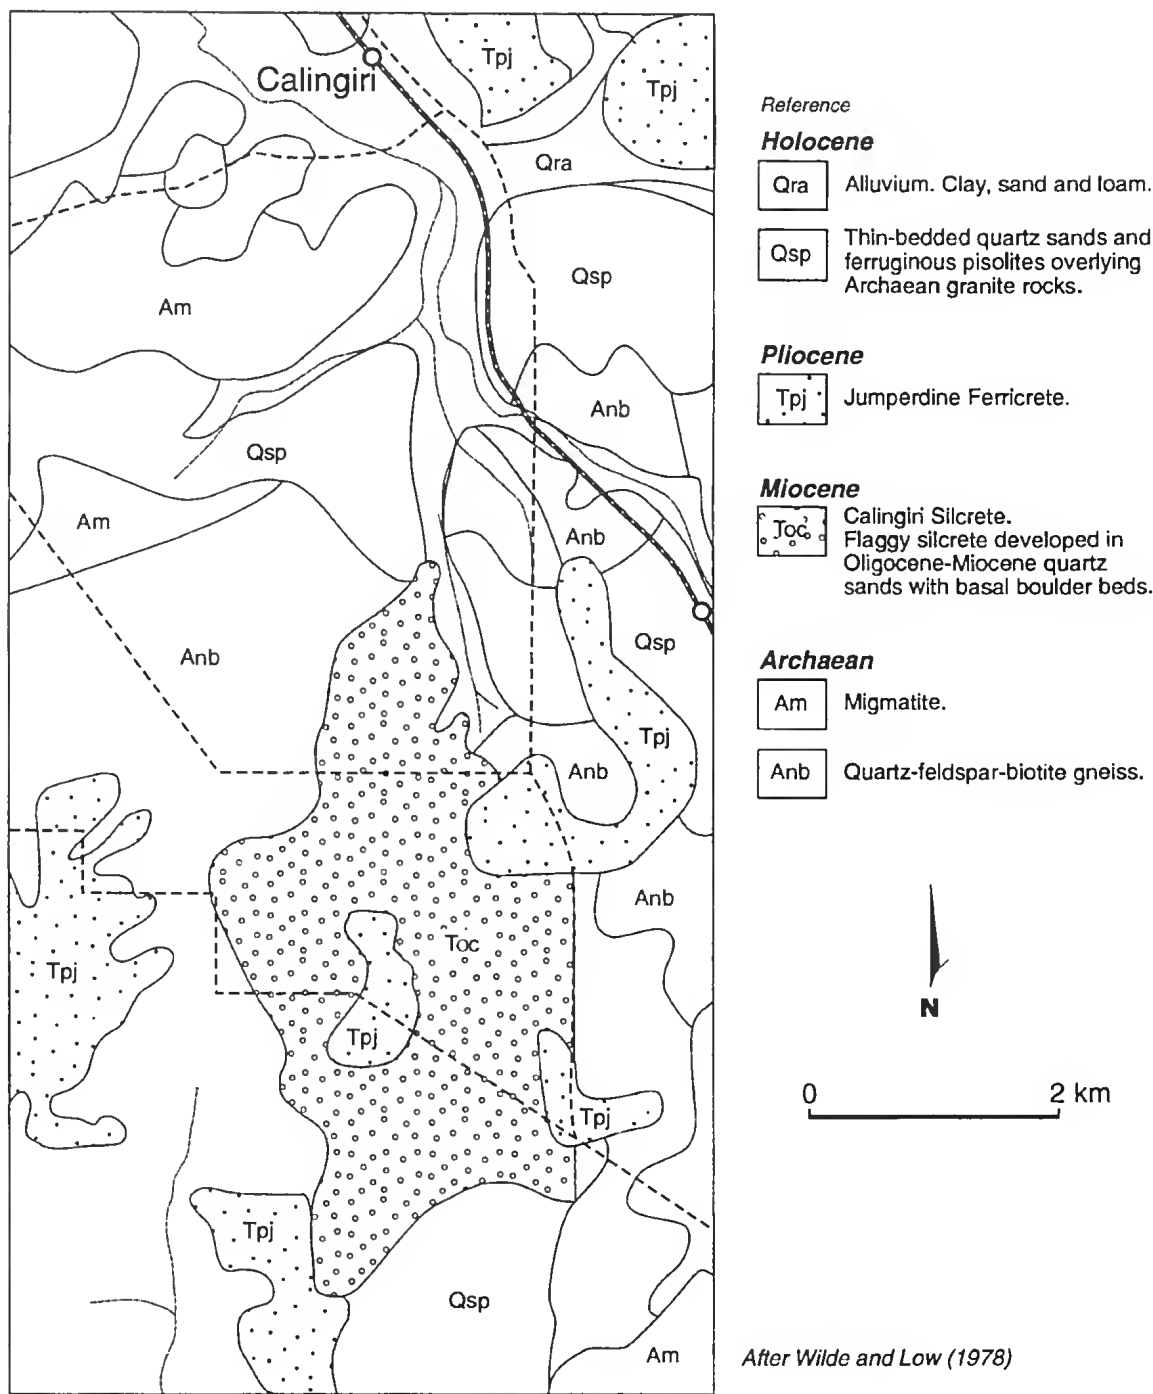 Calingiri
Tpj
Tpj
Qra
Qsp
Am
Anb
Qsp
Am
Anb
Qsp
Anb
Tpj
Anb
Anb
Toc
Tpj
Tpj
Tpj
Tpj
Qsp
Am
Reference
Holocene
Qra Alluvium. Clay, sand and loam.
Qsp Thin-bedded quartz sands and
ferruginous pisolites overlying
Archaean granite rocks.
Pliocene
Tpj Jumperdine Ferricrete.
Miocene
Toc Calingiri Silcrete.
Flaggy silcrete developed in
Oligocene-Miocene quartz
sands with basal boulder beds.
Archaean
Am Migmatite.
Anb Quartz-feldspar-biotite gneiss.
N
0 2 km
After Wilde and Low (1978)